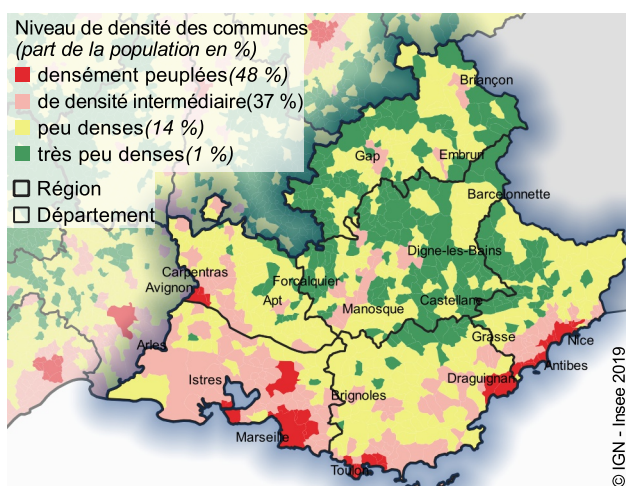 Niveau de densité des communes
(part de la population en %)
densément peuplées(48 %)
de densité intermédiaire(37 %)
peu denses(14 %)
très peu denses(1 %)
Région
Département
Briançon
Gap
Embrun
Barcelonnette
Digne-les-Bains
Carpentras
Forcalquier
Avignon
Apt
Castellane
Manosque
Grasse
Nice
Arles
Antibes
Istres
Draguignan
Brignoles
Marseille
Toulon
© IGN - Insee 2019